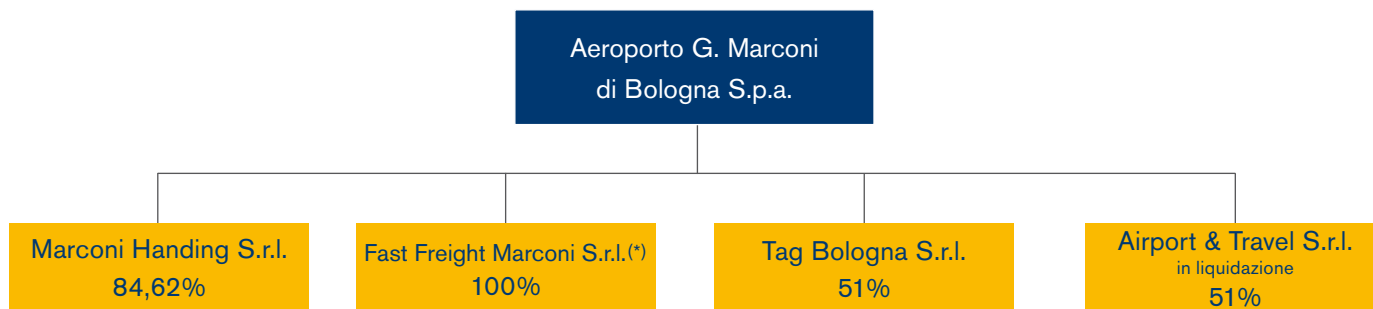 Aeroporto G. Marconi
di Bologna S.p.a.
Marconi Handing S.r.l.
84,62%
Fast Freight Marconi S.r.l.(*)
100%
Tag Bologna S.r.l.
51%
Airport & Travel S.r.l.
in liquidazione
51%